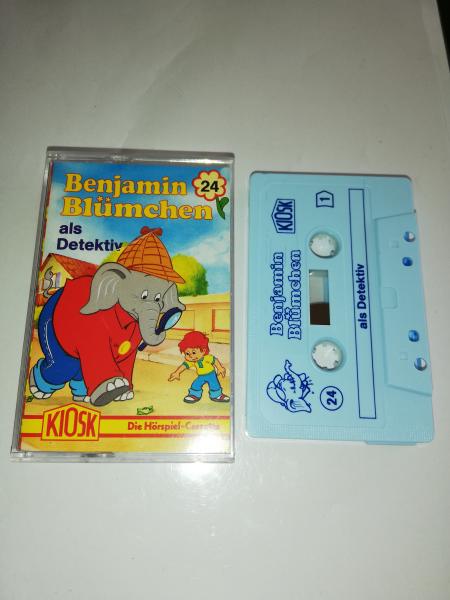 Benjamin
Blümchen
24
als
Detektiv
KIOSK
Die Hörspiel-Cassette
KIOSK
1
Benjamin
Blümchen
als Detektiv
24